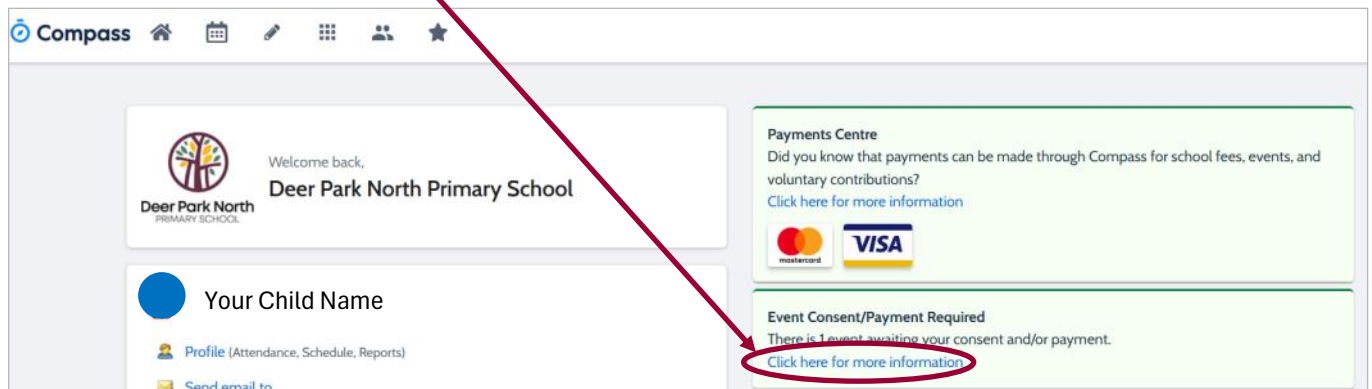 Compass
Deer Park North
PRIMARY SCHOOL
Welcome back,
Deer Park North Primary School
Your Child Name
Profile (Attendance, Schedule, Reports)
Send email to
Payments Centre
Did you know that payments can be made through Compass for school fees, events, and
voluntary contributions?
Click here for more information
mastercard
VISA
Event Consent/Payment Required
There is 1 event awaiting your consent and/or payment.
Click here for more information